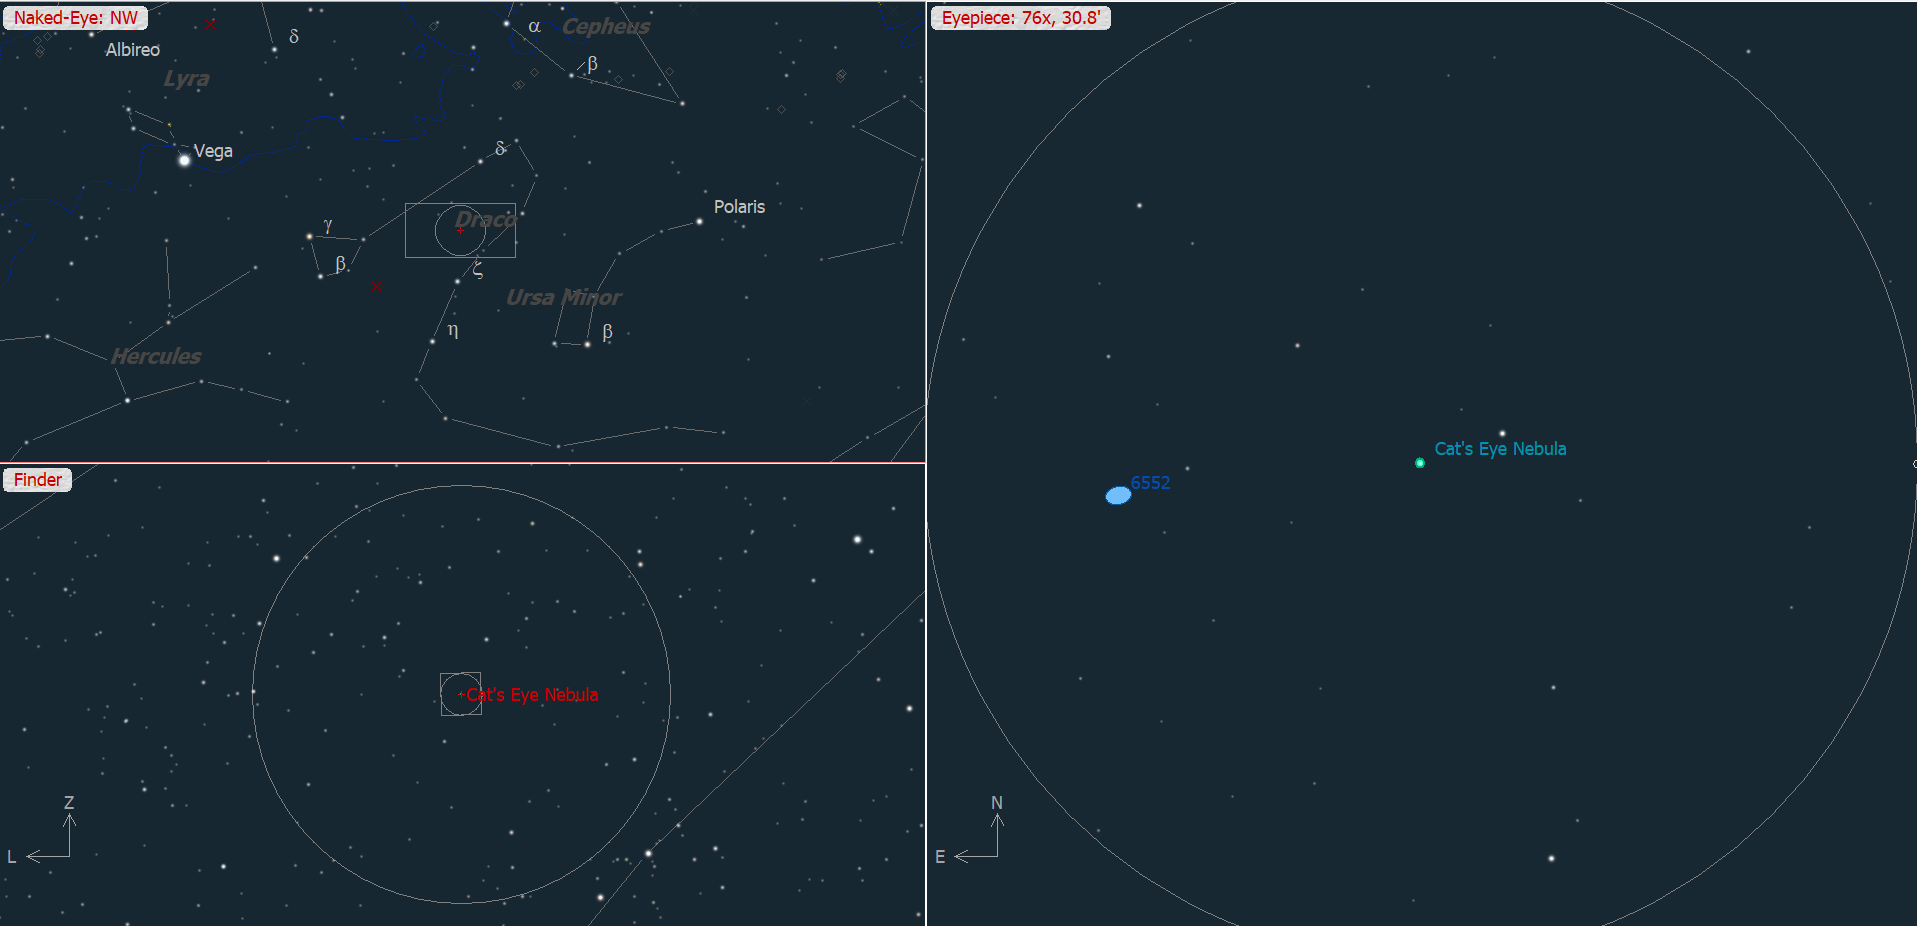 Naked-Eye: NW
Albireo
δ
Lyra
Vega
α
Cepheus
β
δ
γ
β
Draco
ζ
Polaris
Ursa Minor
η
β
Hercules
Finder
Cat's Eye Nebula
Z
L
Eyepiece: 76x, 30.8'
Cat's Eye Nebula
6552
N
E